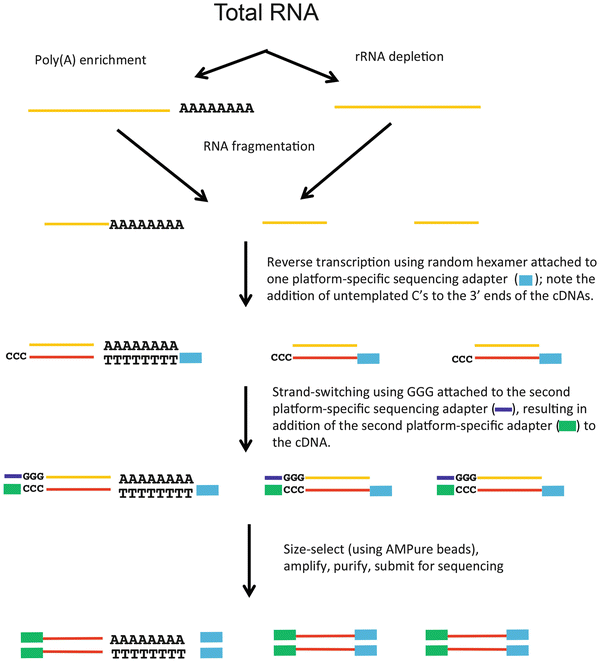 Total RNA
Poly(A) enrichment
rRNA depletion
AAAAAAAA
RNA fragmentation
AAAAAAAA
Reverse transcription using random hexamer attached to
one platform-specific sequencing adapter ( ); note the
addition of untemplated C's to the 3' ends of the cDNAs.
AAAAAAAA
CCC TTTTTTTT
CCC
CCC
Strand-switching using GGG attached to the second
platform-specific sequencing adapter ( ), resulting in
addition of the second platform-specific adapter ( ) to
the cDNA.
GGG AAAAAAAA
CCC TTTTTTTT
GGG
CCC
GGG
CCC
Size-select (using AMPure beads),
amplify, purify, submit for sequencing
AAAAAAAA
TTTTTTTT